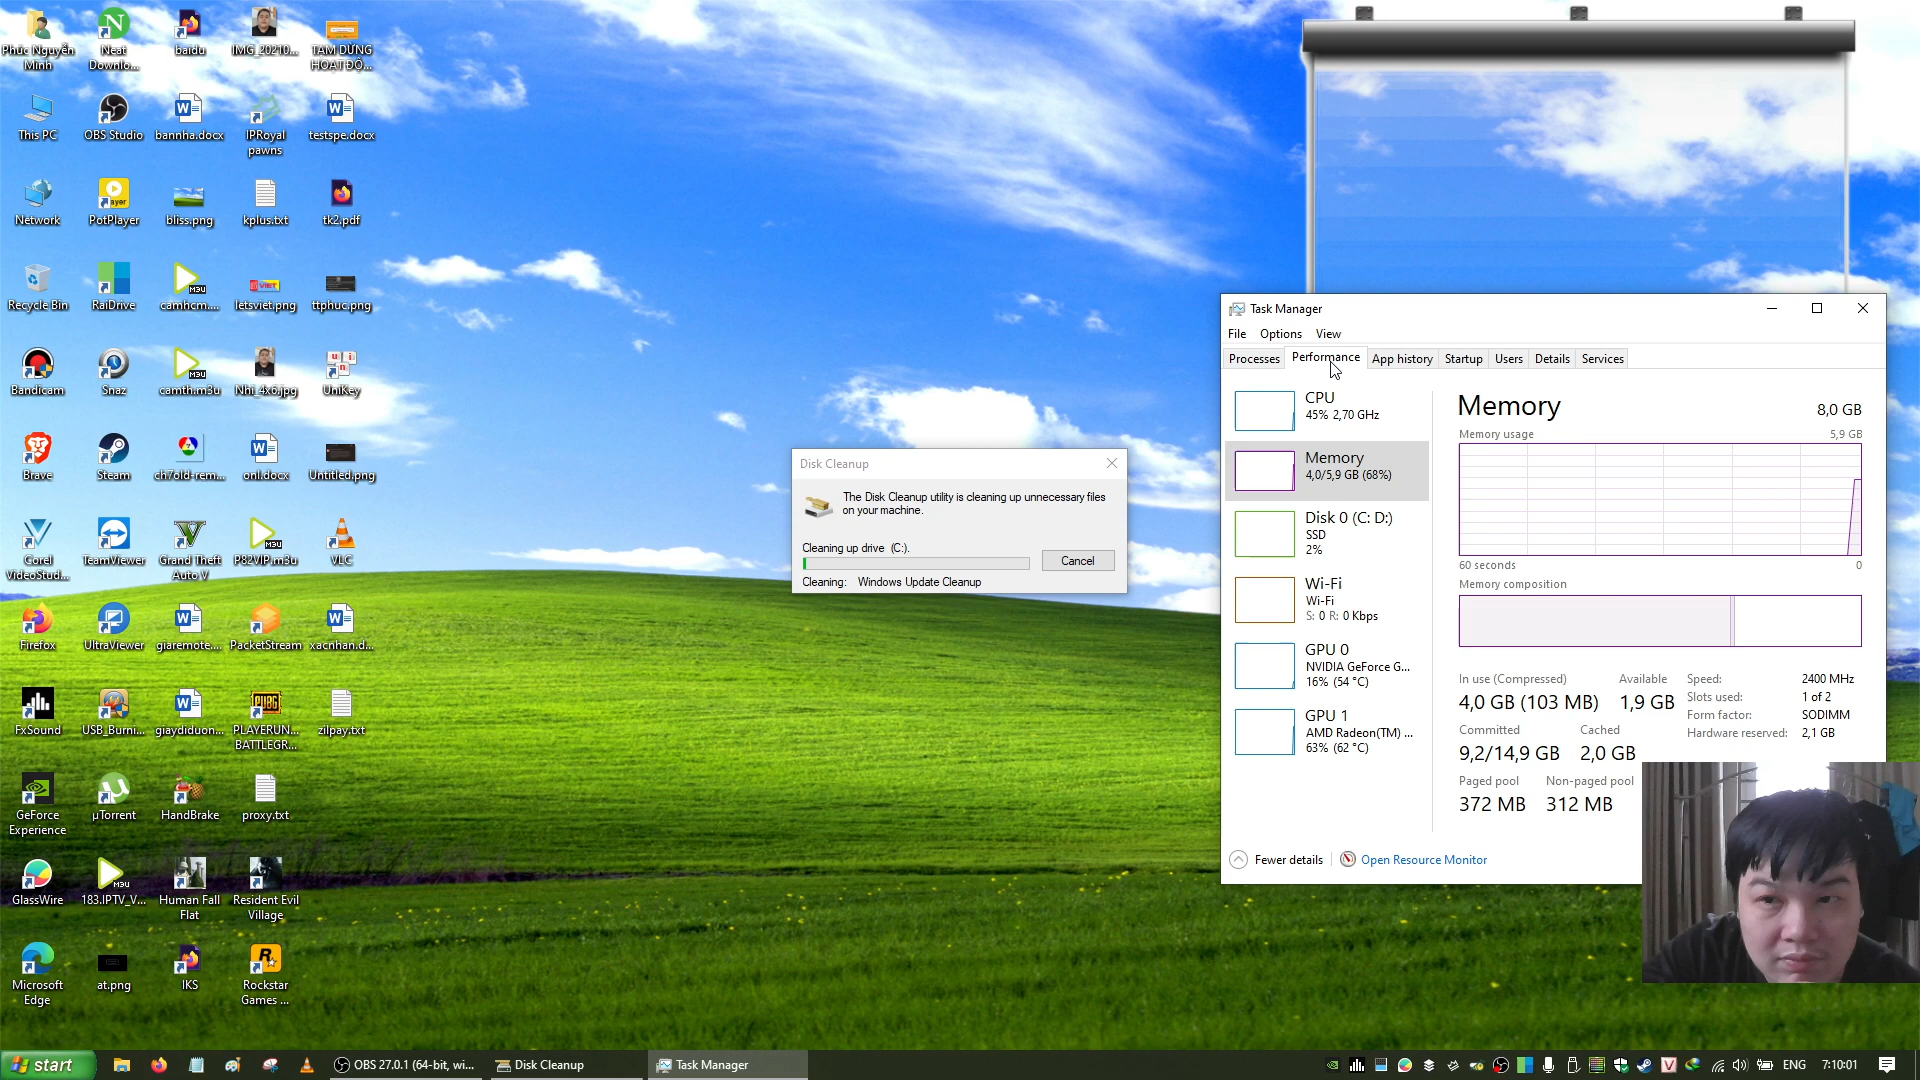 Phúc Nguyễn
Minh
Neat
Downlo...
baidu
IMG_20210...
TẠM DỪNG
HOẠT ĐỘ...
This PC
OBS Studio
bannha.docx
IPRoyal
pawns
testspe.docx
Network
PotPlayer
bliss.png
kplus.txt
tk2.pdf
Recycle Bin
RaiDrive
camhcm....
letsviet.png
ttphuc.png
Bandicam
Snaz
camth.m3u
Nhi_4x6.jpg
UniKey
Brave
Steam
ch7old-rem...
onl.docx
Untitled.png
Corel
VideoStud...
TeamViewer
Grand Theft
Auto V
P82VIP.m3u
VLC
Firefox
UltraViewer
giaremote....
PacketStream
xacnhan.d...
FxSound
USB_Burni...
giaydiduon...
PLAYERUN...
BATTLEGR...
zilpay.txt
GeForce
Experience
µTorrent
HandBrake
proxy.txt
GlassWire
183.IPTV_V...
Human Fall
Flat
Resident Evil
Village
Microsoft
Edge
at.png
IKS
Rockstar
Games ...
Disk Cleanup
The Disk Cleanup utility is cleaning up unnecessary files
on your machine.
Cleaning up drive (C:).
Cancel
Cleaning: Windows Update Cleanup
Task Manager
File Options View
Processes Performance App history Startup Users Details Services
CPU
45% 2,70 GHz
Memory
4,0/5,9 GB (68%)
Disk 0 (C: D:)
SSD
2%
Wi-Fi
Wi-Fi
S: 0 R: 0 Kbps
GPU 0
NVIDIA GeForce G...
16% (54 °C)
GPU 1
AMD Radeon(TM) ...
63% (62 °C)
Memory 8,0 GB
Memory usage 5,9 GB
60 seconds 0
Memory composition
In use (Compressed) Available
4,0 GB (103 MB) 1,9 GB
Committed Cached
9,2/14,9 GB 2,0 GB
Paged pool Non-paged pool
372 MB 312 MB
Speed: 2400 MHz
Slots used: 1 of 2
Form factor: SODIMM
Hardware reserved: 2,1 GB
Fewer details Open Resource Monitor
start
OBS 27.0.1 (64-bit, wi...
Disk Cleanup
Task Manager
ENG
7:10:01